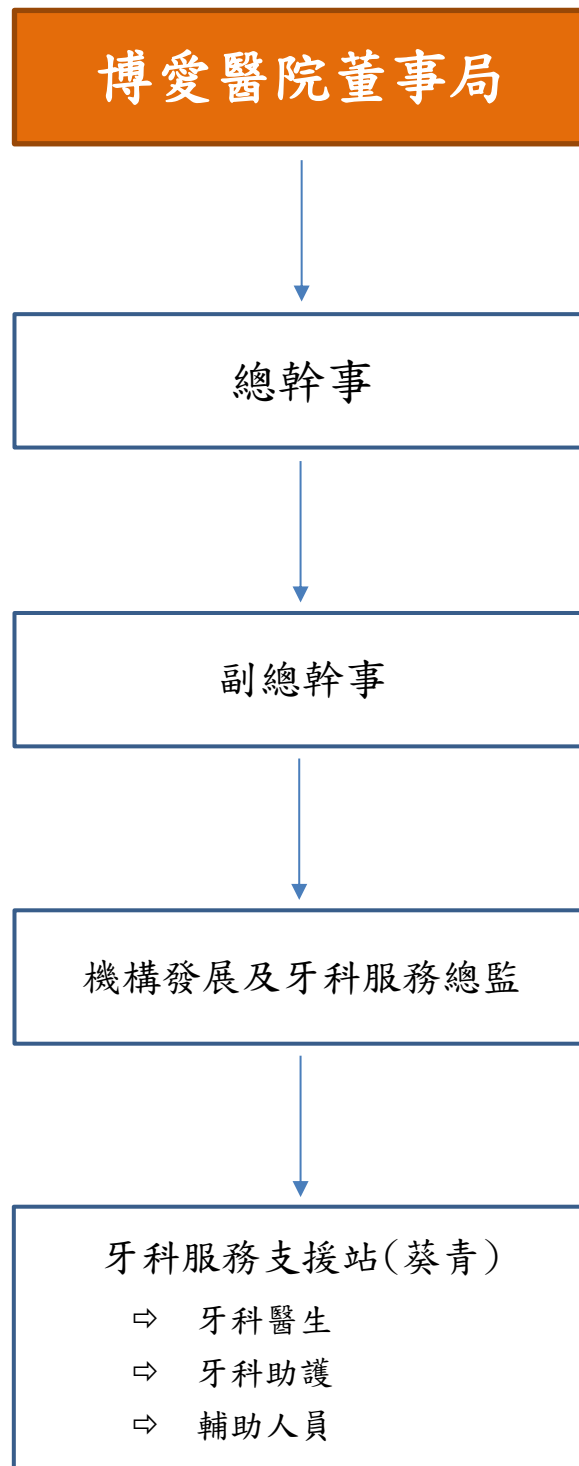 博愛醫院董事局
總幹事
副總幹事
機構發展及牙科服務總監
牙科服務支援站(葵青)
⇨ 牙科醫生
⇨ 牙科助護
⇨ 輔助人員